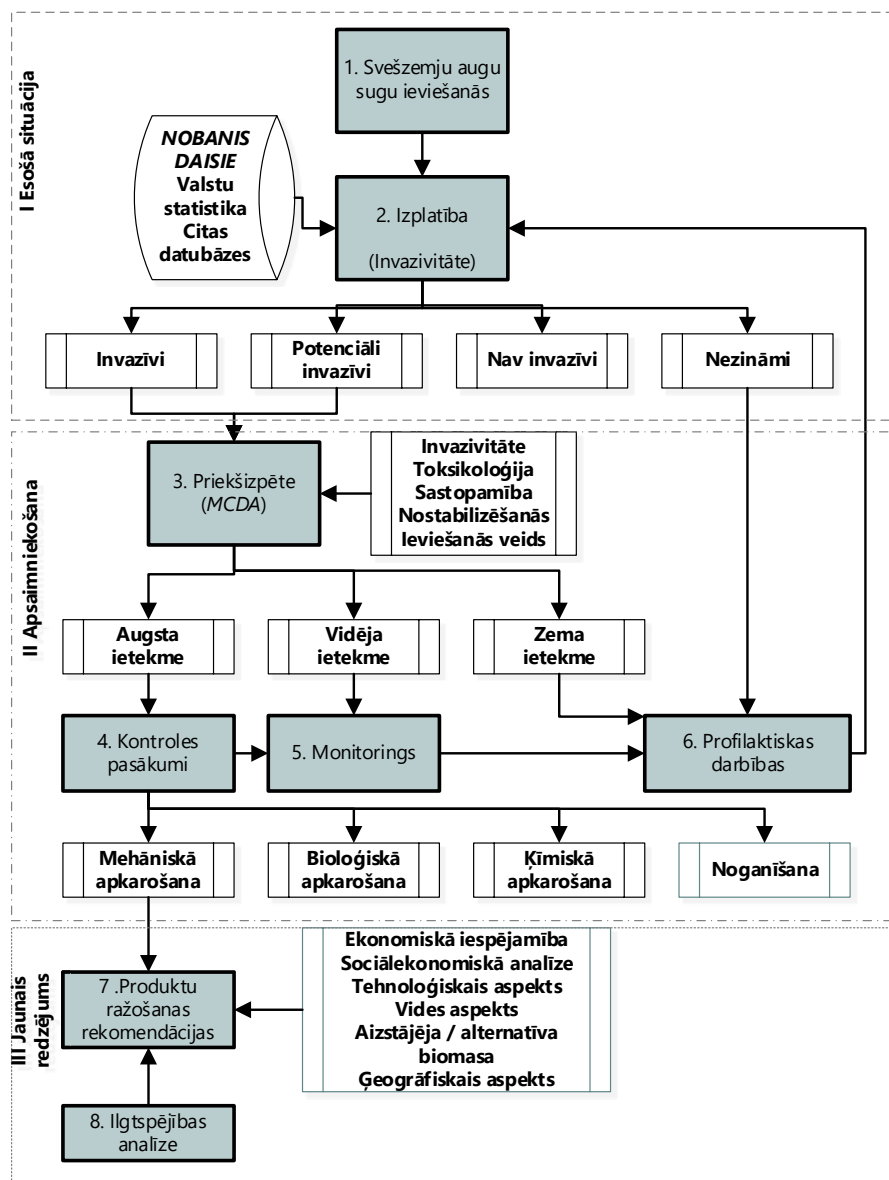 I Esošā situācija
1. Svešzemju augu
sugu ieviešanās
NOBANIS
DAISIE
Valstu
statistika
Citas
datubāzes
2. Izplatība
(Invazivitāte)
Invazīvi
Potenciāli
invazīvi
Nav invazīvi
Nezināmi
II Apsaimniekošana
3. Priekšizpēte
(MCDA)
Invazivitāte
Toksikoloģija
Sastopamība
Nostabilizēšanās
Ieviešanās veids
Augsta
ietekme
Vidēja
ietekme
Zema
ietekme
4. Kontroles
pasākumi
5. Monitorings
6. Profilaktiskas
darbības
Mehāniskā
apkarošana
Bioloģiskā
apkarošana
Ķīmiskā
apkarošana
Noganīšana
III Jaunais
redzējums
7 .Produktu
ražošanas
rekomendācijas
Ekonomiskā iespējamība
Sociālekonomiskā analīze
Tehnoloģiskais aspekts
Vides aspekts
Aizstājēja / alternatīva
biomasa
Ģeogrāfiskais aspekts
8. Ilgtspējības
analīze